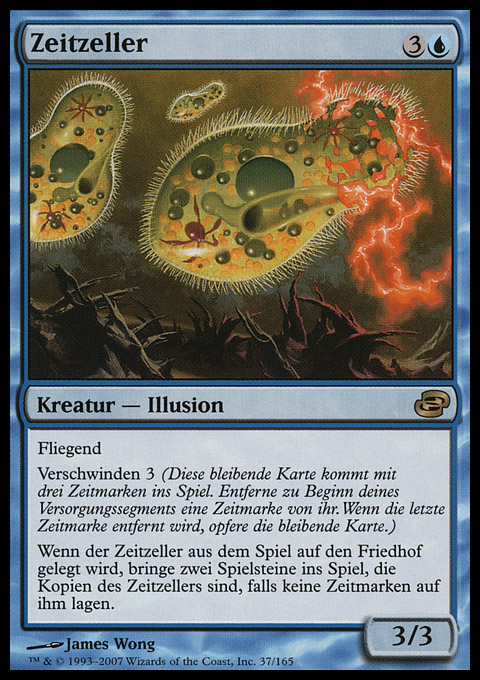 Zeitzeller
3
Kreatur — Illusion
Fliegend
Verschwinden 3 (Diese bleibende Karte kommt mit
drei Zeitmarken ins Spiel. Entferne zu Beginn deines
Versorgungssegments eine Zeitmarke von ihr. Wenn die letzte
Zeitmarke entfernt wird, opfere die bleibende Karte.)
Wenn der Zeitzeller aus dem Spiel auf den Friedhof
gelegt wird, bringe zwei Spielsteine ins Spiel, die
Kopien des Zeitzellers sind, falls keine Zeitmarken auf
ihm lagen.
3/3
James Wong
™ & © 1993–2007 Wizards of the Coast, Inc. 37/165